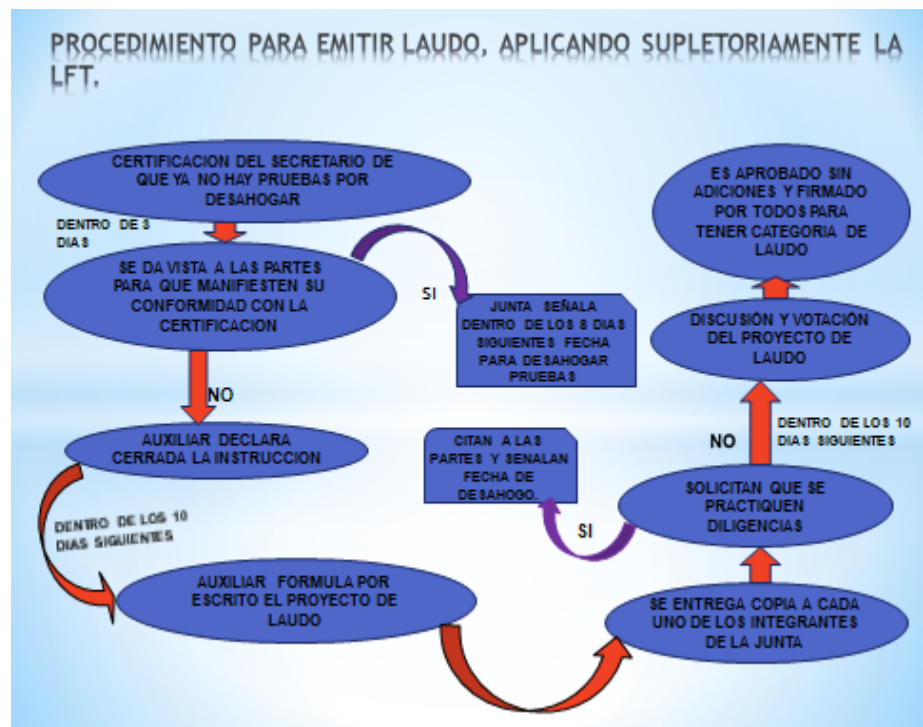 PROCEDIMIENTO PARA EMITIR LAUDO, APLICANDO SUPLETORIAMENTE LA
LFT.
CERTIFICACION DEL SECRETARIO DE
QUE YA NO HAY PRUEBAS POR
DESAHOGAR
DENTRO DE 3
DIAS
SE DA VISTA A LAS PARTES
PARA QUE MANIFIESTEN SU
CONFORMIDAD CON LA
CERTIFICACION
SI
JUNTA SEÑALA
DENTRO DE LOS 8 DIAS
SIGUIENTES FECHA
PARA DESAHOGAR
PRUEBAS
NO
AUXILIAR DECLARA
CERRADA LA INSTRUCCION
DENTRO DE LOS 10
DIAS SIGUIENTES
AUXILIAR FORMULA POR
ESCRITO EL PROYECTO DE
LAUDO
SE ENTREGA COPIA A CADA
UNO DE LOS INTEGRANTES
DE LA JUNTA
SOLICITAN QUE SE
PRACTIQUEN
DILIGENCIAS
SI
CITAN A LAS
PARTES Y SENALAN
FECHA DE
DESAHOGO.
NO
DENTRO DE LOS 10
DIAS SIGUIENTES
DISCUSIÓN Y VOTACIÓN
DEL PROYECTO DE
LAUDO
ES APROBADO SIN
ADICIONES Y FIRMADO
POR TODOS PARA
TENER CATEGORIA DE
LAUDO